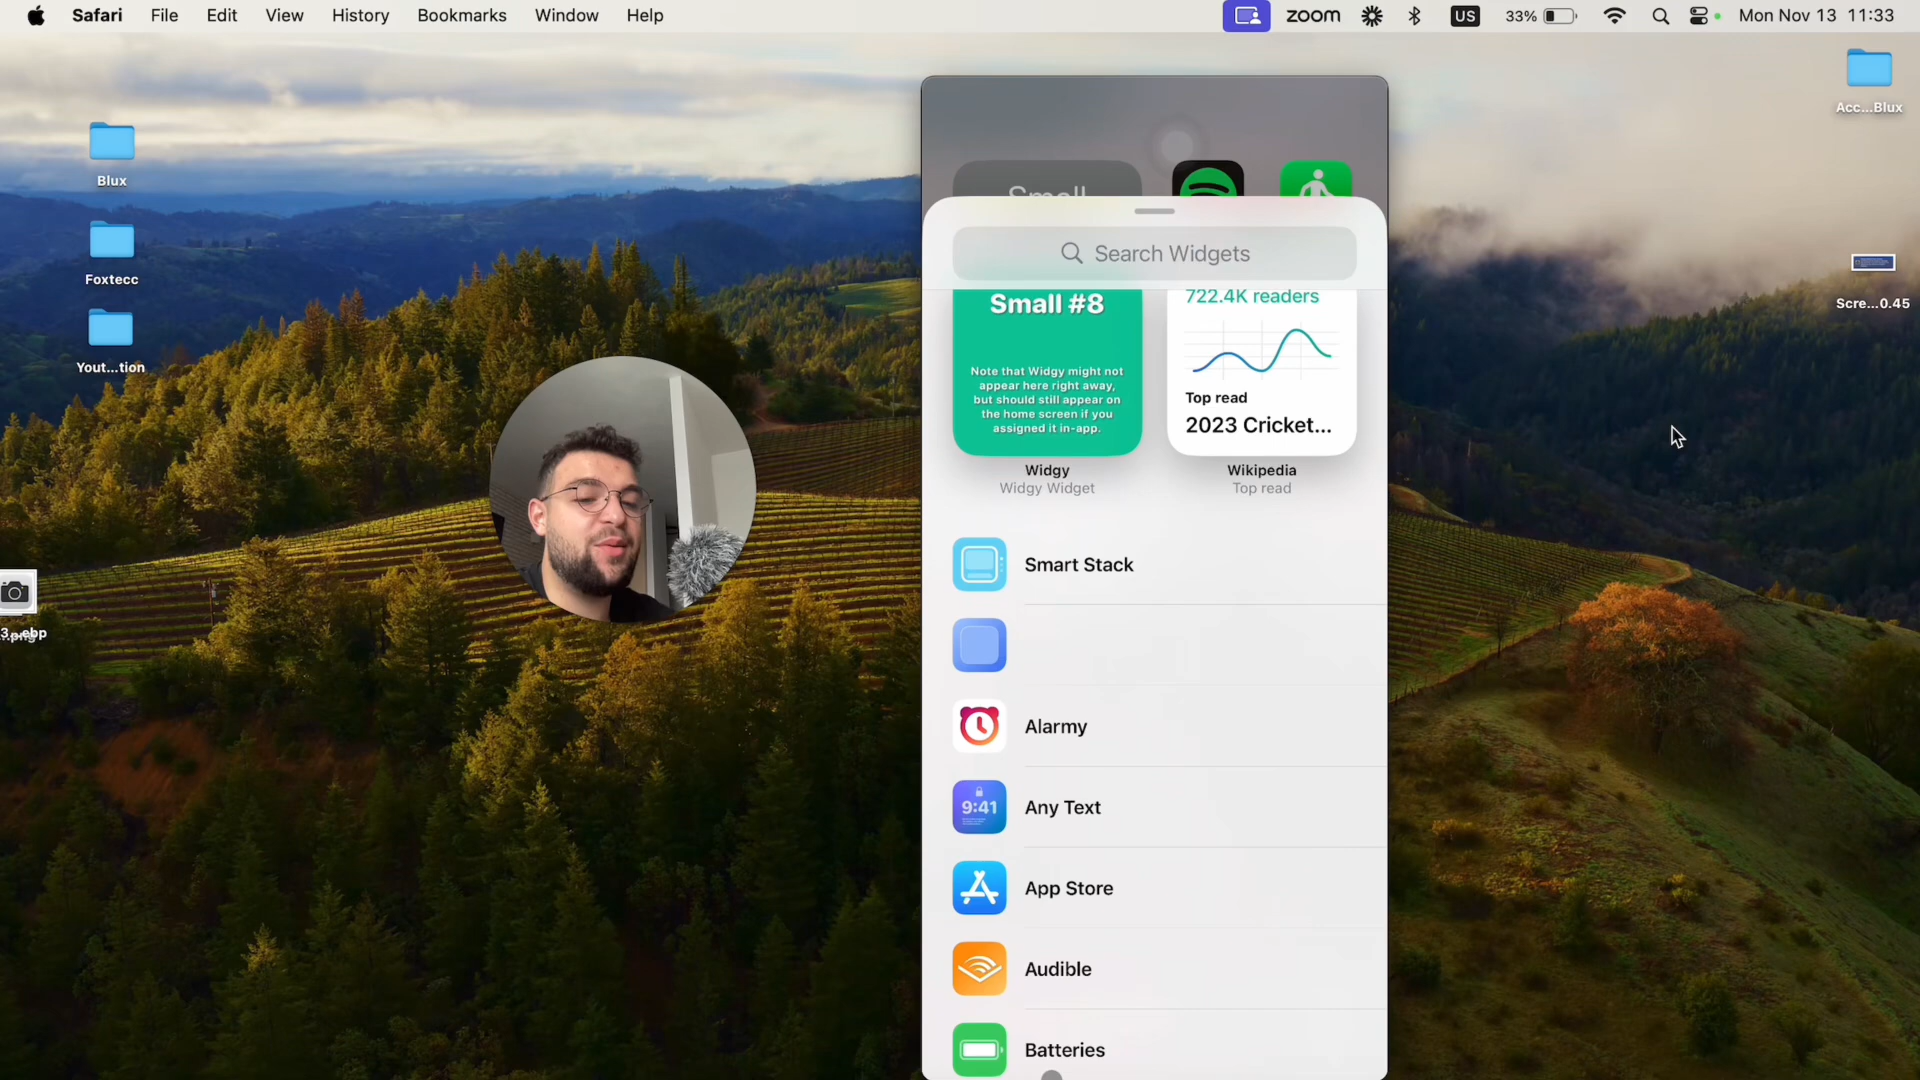 Safari File Edit View History Bookmarks Window Help
zoom US 33% Mon Nov 13 11:33
Acc...Blux
Blux
Foxtecc
Yout...tion
Scre...0.45
Small
Search Widgets
Small #8
Note that Widgy might not
appear here right away,
but should still appear on
the home screen if you
assigned it in-app.
Widgy
Widgy Widget
722.4K readers
Top read
2023 Cricket...
Wikipedia
Top read
Smart Stack
Alarmy
9:41
Any Text
App Store
Audible
Batteries